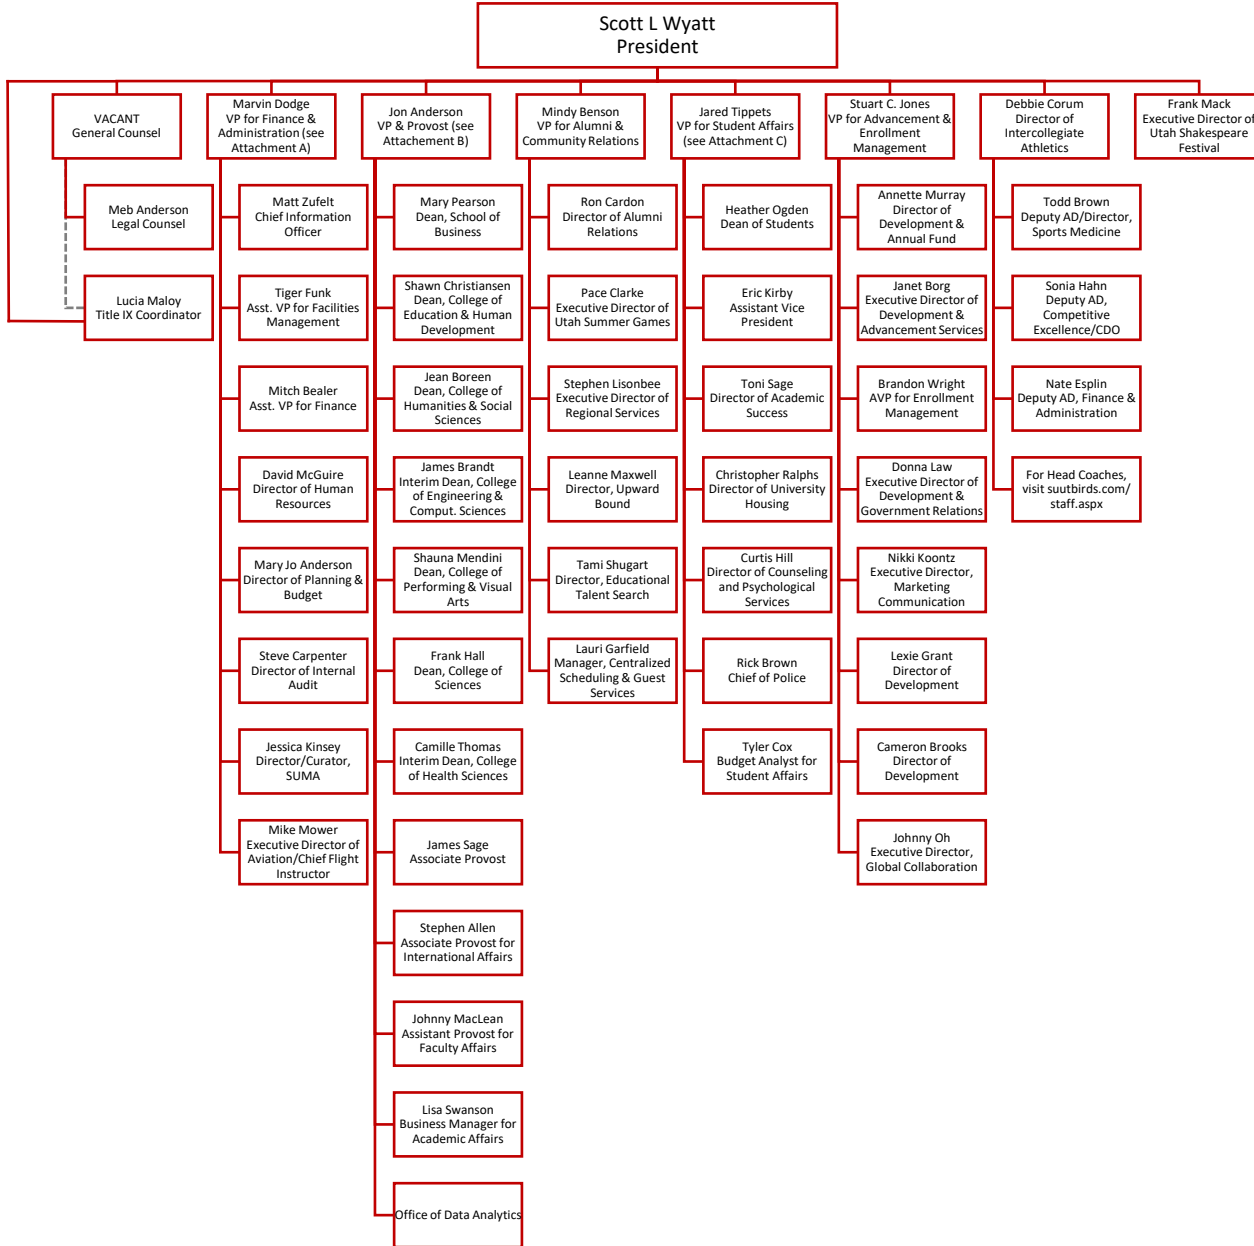 Scott L Wyatt
President
VACANT
General Counsel
Meb Anderson
Legal Counsel
Lucia Maloy
Title IX Coordinator
Marvin Dodge
VP for Finance &
Administration (see
Attachment A)
Matt Zufelt
Chief Information
Officer
Tiger Funk
Asst. VP for Facilities
Management
Mitch Bealer
Asst. VP for Finance
David McGuire
Director of Human
Resources
Mary Jo Anderson
Director of Planning &
Budget
Steve Carpenter
Director of Internal
Audit
Jessica Kinsey
Director/Curator,
SUMA
Mike Mower
Executive Director of
Aviation/Chief Flight
Instructor
Jon Anderson
VP & Provost (see
Attachement B)
Mary Pearson
Dean, School of
Business
Shawn Christiansen
Dean, College of
Education & Human
Development
Jean Boreen
Dean, College of
Humanities & Social
Sciences
James Brandt
Interim Dean, College
of Engineering &
Comput. Sciences
Shauna Mendini
Dean, College of
Performing & Visual
Arts
Frank Hall
Dean, College of
Sciences
Camille Thomas
Interim Dean, College
of Health Sciences
James Sage
Associate Provost
Stephen Allen
Associate Provost for
International Affairs
Johnny MacLean
Assistant Provost for
Faculty Affairs
Lisa Swanson
Business Manager for
Academic Affairs
Office of Data Analytics
Mindy Benson
VP for Alumni &
Community Relations
Ron Cardon
Director of Alumni
Relations
Pace Clarke
Executive Director of
Utah Summer Games
Stephen Lisonbee
Executive Director of
Regional Services
Leanne Maxwell
Director, Upward
Bound
Tami Shugart
Director, Educational
Talent Search
Lauri Garfield
Manager, Centralized
Scheduling & Guest
Services
Jared Tippets
VP for Student Affairs
(see Attachment C)
Heather Ogden
Dean of Students
Eric Kirby
Assistant Vice
President
Toni Sage
Director of Academic
Success
Christopher Ralphs
Director of University
Housing
Curtis Hill
Director of Counseling
and Psychological
Services
Rick Brown
Chief of Police
Tyler Cox
Budget Analyst for
Student Affairs
Stuart C. Jones
VP for Advancement &
Enrollment
Management
Annette Murray
Director of
Development &
Annual Fund
Janet Borg
Executive Director of
Development &
Advancement Services
Brandon Wright
AVP for Enrollment
Management
Donna Law
Executive Director of
Development &
Government Relations
Nikki Koontz
Executive Director,
Marketing
Communication
Lexie Grant
Director of
Development
Cameron Brooks
Director of
Development
Johnny Oh
Executive Director,
Global Collaboration
Debbie Corum
Director of
Intercollegiate
Athletics
Todd Brown
Deputy AD/Director,
Sports Medicine
Sonia Hahn
Deputy AD,
Competitive
Excellence/CDO
Nate Esplin
Deputy AD, Finance &
Administration
For Head Coaches,
visit suutbirds.com/
staff.aspx
Frank Mack
Executive Director of
Utah Shakespeare
Festival